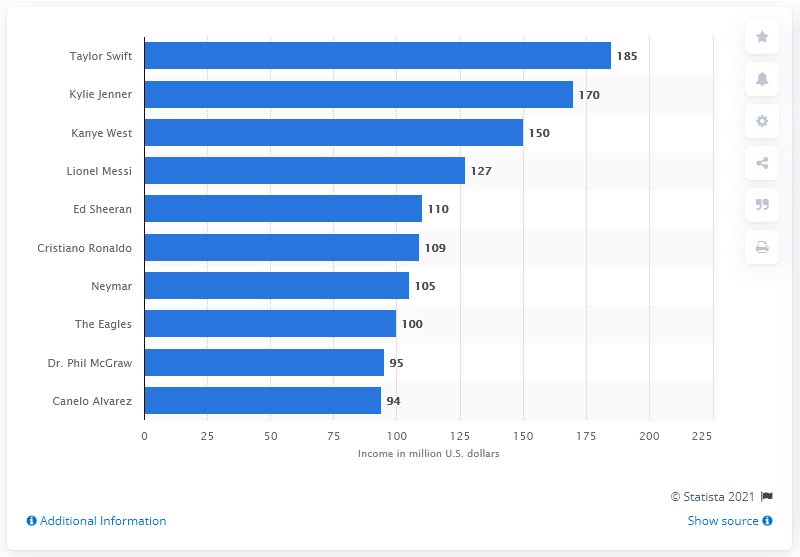 Taylor Swift 185
Kylie Jenner 170
Kanye West 150
Lionel Messi 127
Ed Sheeran 110
Cristiano Ronaldo 109
Neymar 105
The Eagles 100
Dr. Phil McGraw 95
Canelo Alvarez 94
0 25 50 75 100 125 150 175 200 225
Income in million U.S. dollars
© Statista 2021
Additional Information
Show source